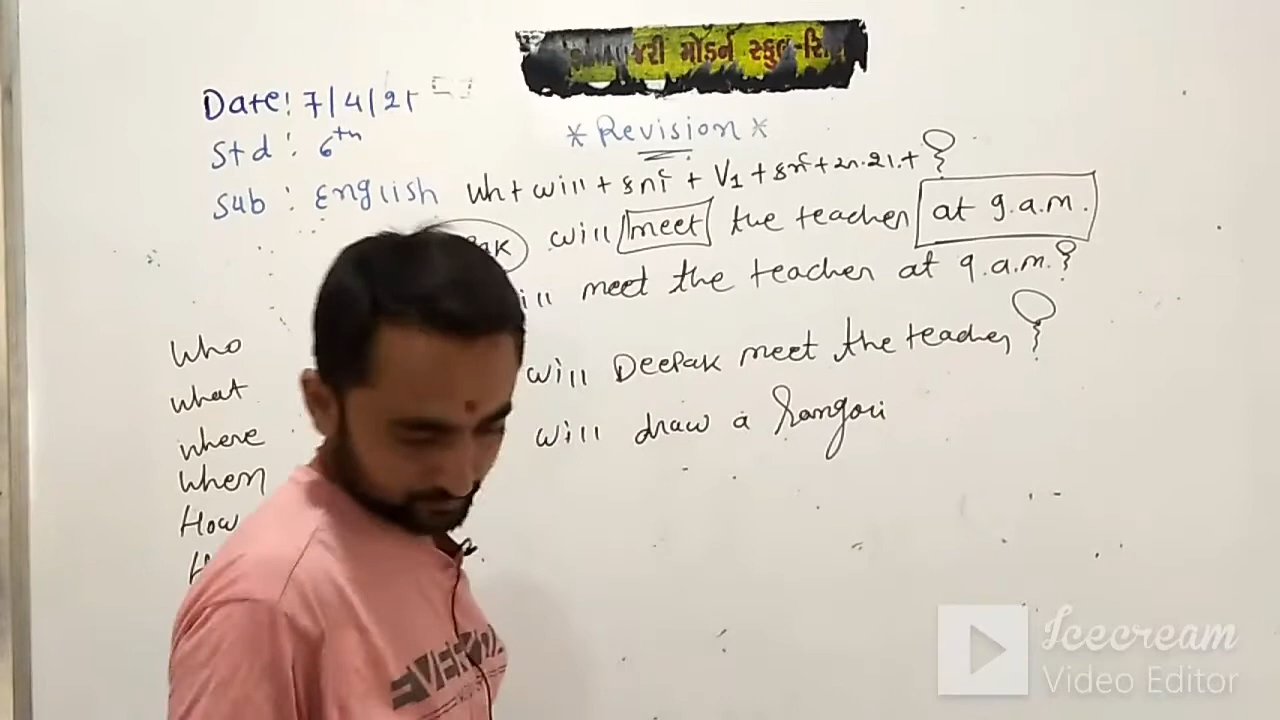 મોડર્ન સ્કુલ
Date: 7/4/21
Std : 6th
* Revision *
Sub : English
Wh + will + કર્તા + V1 + કર્મ + અ.શ. + ?
will meet the teacher at 9.a.m.
meet the teacher at 9.a.m.?
Who
will Deepak meet the teacher?
what
where
will draw a
when
How
Icecream
Video Editor